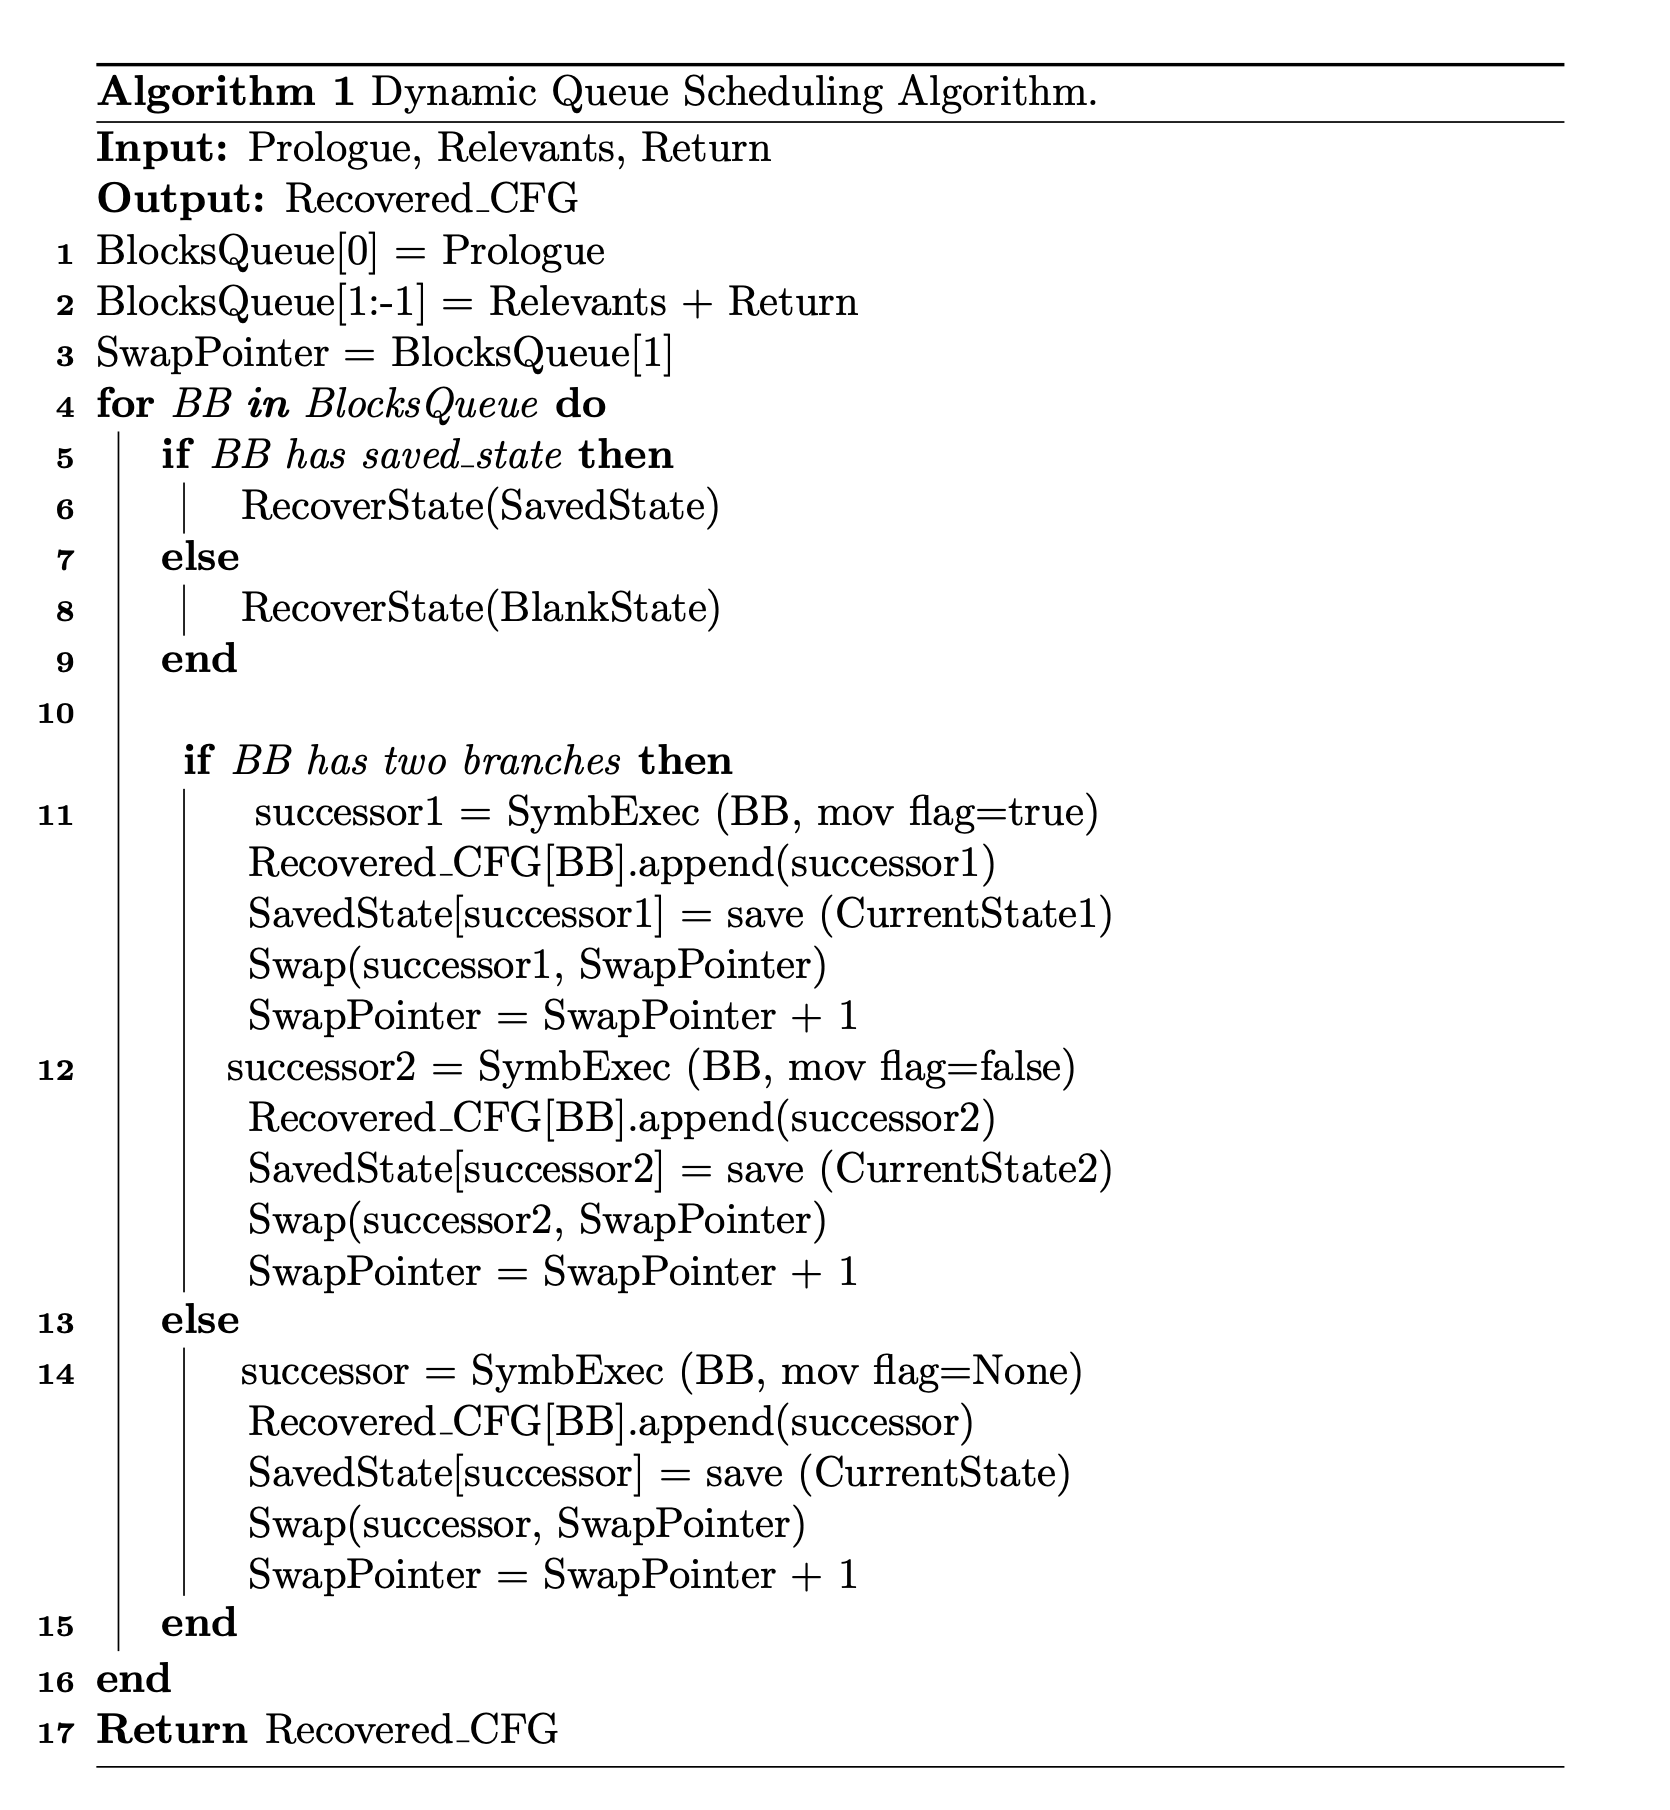 Algorithm 1 Dynamic Queue Scheduling Algorithm.
Input: Prologue, Relevants, Return
Output: Recovered_CFG
1 BlocksQueue[0] = Prologue
2 BlocksQueue[1:-1] = Relevants + Return
3 SwapPointer = BlocksQueue[1]
4 for BB in BlocksQueue do
5 if BB has saved_state then
6 RecoverState(SavedState)
7 else
8 RecoverState(BlankState)
9 end
10
if BB has two branches then
11 successor1 = SymbExec (BB, mov flag=true)
Recovered_CFG[BB].append(successor1)
SavedState[successor1] = save (CurrentState1)
Swap(successor1, SwapPointer)
SwapPointer = SwapPointer + 1
12 successor2 = SymbExec (BB, mov flag=false)
Recovered_CFG[BB].append(successor2)
SavedState[successor2] = save (CurrentState2)
Swap(successor2, SwapPointer)
SwapPointer = SwapPointer + 1
13 else
14 successor = SymbExec (BB, mov flag=None)
Recovered_CFG[BB].append(successor)
SavedState[successor] = save (CurrentState)
Swap(successor, SwapPointer)
SwapPointer = SwapPointer + 1
15 end
16 end
17 Return Recovered_CFG